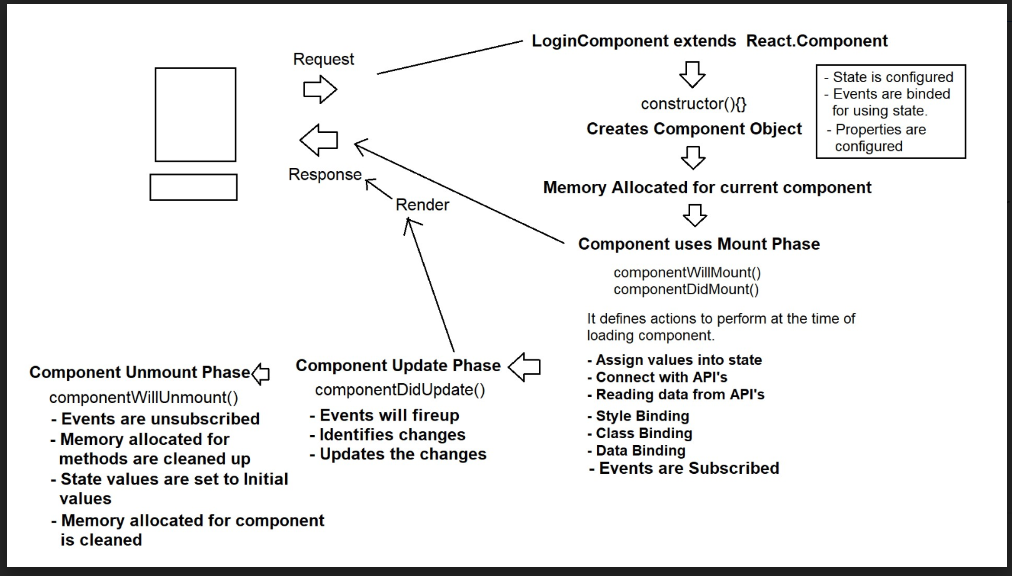 Request
Response
Render
LoginComponent extends  React.Component
constructor(){}
Creates Component Object
- State is configured
- Events are binded
for using state.
- Properties are
configured
Memory Allocated for current component
Component uses Mount Phase
componentWillMount()
componentDidMount()
It defines actions to perform at the time of
loading component.
- Assign values into state
- Connect with API's
- Reading data from API's
- Style Binding
- Class Binding
- Data Binding
- Events are Subscribed
Component Update Phase
componentDidUpdate()
- Events will fireup
- Identifies changes
- Updates the changes
Component Unmount Phase
componentWillUnmount()
- Events are unsubscribed
- Memory allocated for
methods are cleaned up
- State values are set to Initial
values
- Memory allocated for component
is cleaned